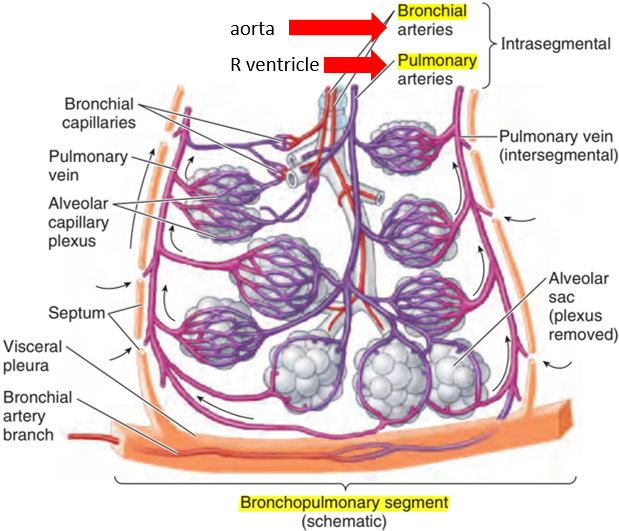 aorta
Bronchial
arteries
R ventricle
Pulmonary
arteries
Intrasegmental
Bronchial
capillaries
Pulmonary
vein
Alveolar
capillary
plexus
Septum
Visceral
pleura
Bronchial
artery
branch
Pulmonary vein
(intersegmental)
Alveolar
sac
(plexus
removed)
Bronchopulmonary segment
(schematic)